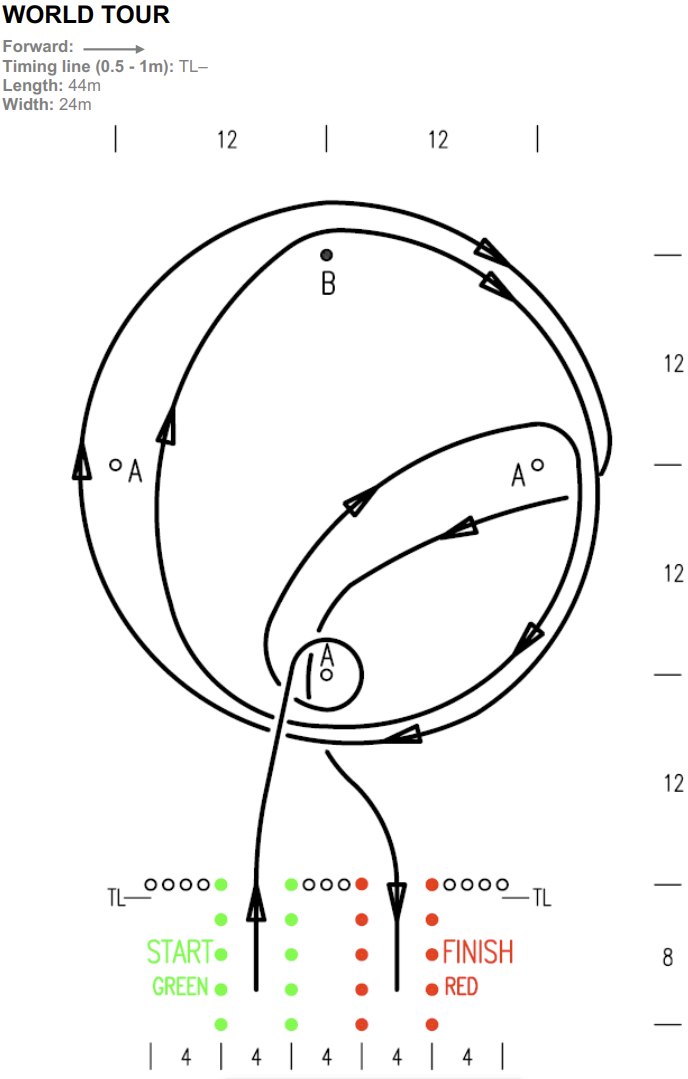 WORLD TOUR
Forward:
Timing line (0.5 - 1m): TL–
Length: 44m
Width: 24m
| 12 | 12 |
B
12
A A
12
A
12
TL TL
START FINISH
8
GREEN RED
| 4 | 4 | 4 | 4 | 4 |